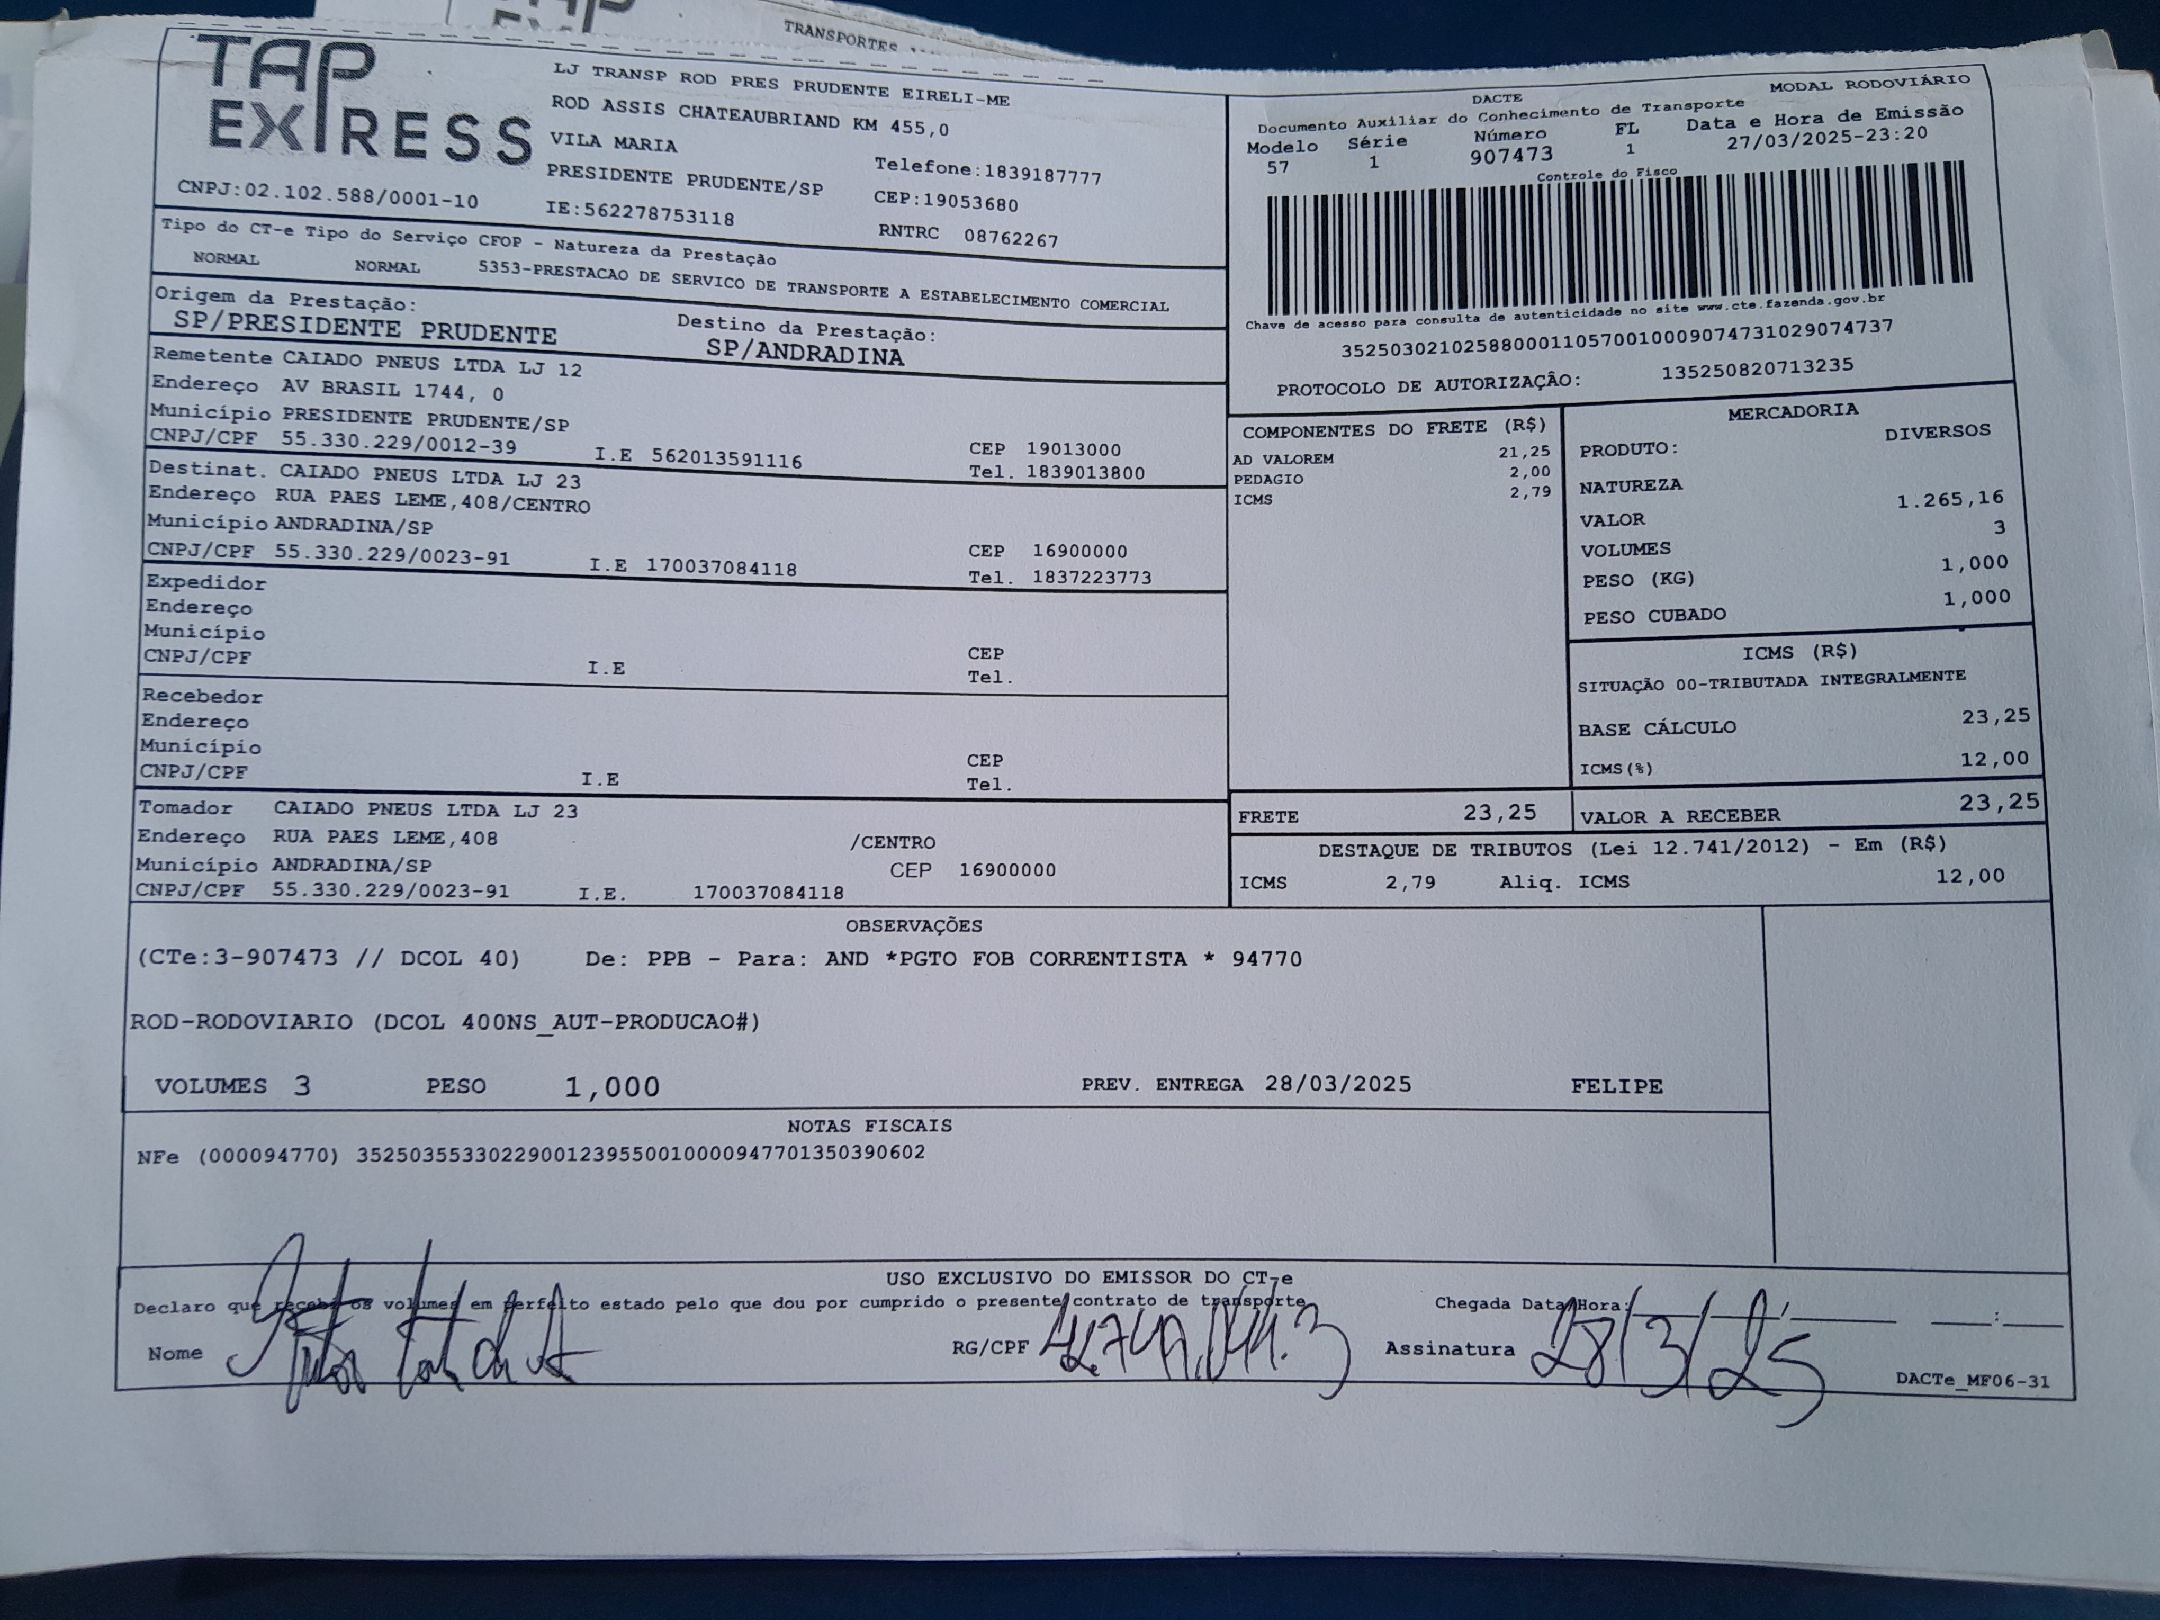 TRANSPORTES
TAP
EXPRESS
LJ TRANSP ROD PRES PRUDENTE EIRELI-ME
ROD ASSIS CHATEAUBRIAND KM 455,0
VILA MARIA
Telefone:1839187777
PRESIDENTE PRUDENTE/SP
CEP:19053680
CNPJ:02.102.588/0001-10
IE:562278753118
RNTRC 08762267
DACTE
MODAL RODOVIÁRIO
Documento Auxiliar do Conhecimento de Transporte
Modelo Série Número FL Data e Hora de Emissão
57 1 907473 1 27/03/2025-23:20
Controle do Fisco
Chave de acesso para consulta de autenticidade no site www.cte.fazenda.gov.br
35250302102588000110570010009074731029074737
PROTOCOLO DE AUTORIZAÇÂO: 135250820713235
Tipo do CT-e Tipo do Serviço CFOP - Natureza da Prestação
NORMAL NORMAL 5353-PRESTACAO DE SERVICO DE TRANSPORTE A ESTABELECIMENTO COMERCIAL
Origem da Prestação: Destino da Prestação:
SP/PRESIDENTE PRUDENTE SP/ANDRADINA
Remetente CAIADO PNEUS LTDA LJ 12
Endereço AV BRASIL 1744, 0
Município PRESIDENTE PRUDENTE/SP CEP 19013000
CNPJ/CPF 55.330.229/0012-39 I.E 562013591116 Tel. 1839013800
Destinat. CAIADO PNEUS LTDA LJ 23
Endereço RUA PAES LEME,408/CENTRO
Município ANDRADINA/SP CEP 16900000
CNPJ/CPF 55.330.229/0023-91 I.E 170037084118 Tel. 1837223773
Expedidor
Endereço
Município CEP
CNPJ/CPF I.E Tel.
Recebedor
Endereço
Município CEP
CNPJ/CPF I.E Tel.
Tomador CAIADO PNEUS LTDA LJ 23
Endereço RUA PAES LEME,408 /CENTRO
Município ANDRADINA/SP CEP 16900000
CNPJ/CPF 55.330.229/0023-91 I.E. 170037084118
COMPONENTES DO FRETE (R$)
AD VALOREM 21,25
PEDAGIO 2,00
ICMS 2,79
MERCADORIA
PRODUTO: DIVERSOS
NATUREZA
VALOR 1.265,16
VOLUMES 3
PESO (KG) 1,000
PESO CUBADO 1,000
ICMS (R$)
SITUAÇÃO 00-TRIBUTADA INTEGRALMENTE
BASE CÁLCULO 23,25
ICMS(%) 12,00
FRETE 23,25 VALOR A RECEBER 23,25
DESTAQUE DE TRIBUTOS (Lei 12.741/2012) - Em (R$)
ICMS 2,79 Aliq. ICMS 12,00
OBSERVAÇÕES
(CTe:3-907473 // DCOL 40) De: PPB - Para: AND *PGTO FOB CORRENTISTA * 94770
ROD-RODOVIARIO (DCOL 400NS_AUT-PRODUCAO#)
VOLUMES 3 PESO 1,000 PREV. ENTREGA 28/03/2025 FELIPE
NOTAS FISCAIS
NFe (000094770) 35250355330229001239550010000947701350390602
USO EXCLUSIVO DO EMISSOR DO CT-e
Declaro que recebi os volumes em perfeito estado pelo que dou por cumprido o presente contrato de transporte Chegada Data/Hora: ___/___/______ ___:___
Nome RG/CPF Assinatura 28/3/25
DACTe_MF06-31